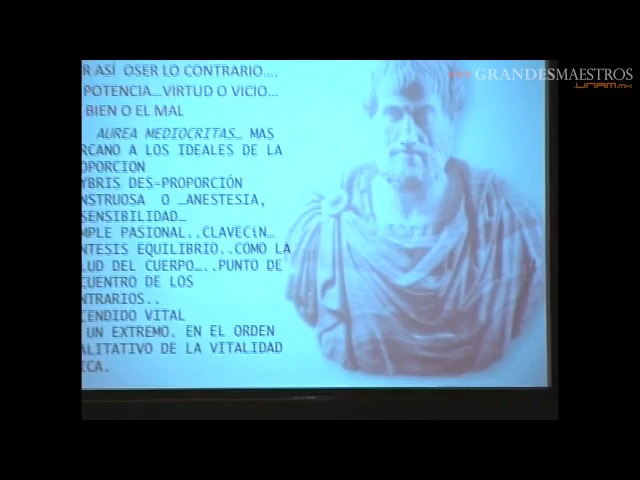 GRANDESMAESTROS
.UNAM.MX
R ASÍ OSER LO CONTRARIO....
POTENCIA...VIRTUD O VICIO...
BIEN O EL MAL
AUREA MEDIOCRITAS… MAS
RCANO A LOS IDEALES DE LA
OPORCION
YBRIS DES-PROPORCIÓN
NSTRUOSA O …ANESTESIA,
SENSIBILIDAD…
MPLE PASIONAL..CLAVECíN…
NTESIS EQUILIBRIO..COMO LA
LUD DEL CUERPO…..PUNTO DE
CUENTRO DE LOS
NTRARIOS..
CENDIDO VITAL
UN EXTREMO. EN EL ORDEN
ALITATIVO DE LA VITALIDAD
ICA.